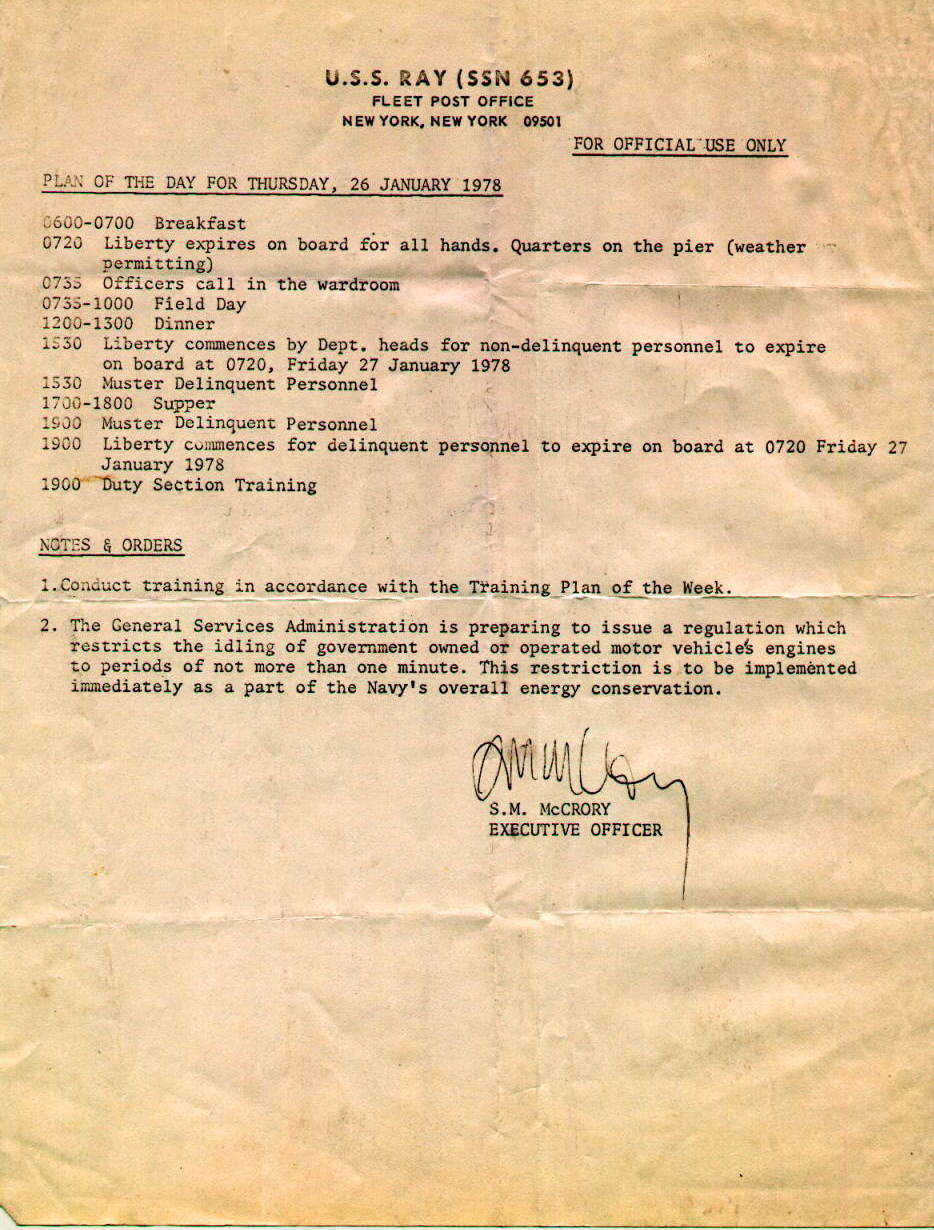 U.S.S. RAY (SSN 653)
FLEET POST OFFICE
NEW YORK, NEW YORK 09501
FOR OFFICIAL USE ONLY
PLAN OF THE DAY FOR THURSDAY, 26 JANUARY 1978
0600-0700 Breakfast
0720 Liberty expires on board for all hands. Quarters on the pier (weather
permitting)
0735 Officers call in the wardroom
0735-1000 Field Day
1200-1300 Dinner
1530 Liberty commences by Dept. heads for non-delinquent personnel to expire
on board at 0720, Friday 27 January 1978
1530 Muster Delinquent Personnel
1700-1800 Supper
1900 Muster Delinquent Personnel
1900 Liberty commences for delinquent personnel to expire on board at 0720 Friday 27
January 1978
1900 Duty Section Training
NOTES & ORDERS
1.Conduct training in accordance with the Training Plan of the Week.
2. The General Services Administration is preparing to issue a regulation which
restricts the idling of government owned or operated motor vehicle's engines
to periods of not more than one minute. This restriction is to be implemented
immediately as a part of the Navy's overall energy conservation.
SMMcCrory
S.M. McCRORY
EXECUTIVE OFFICER